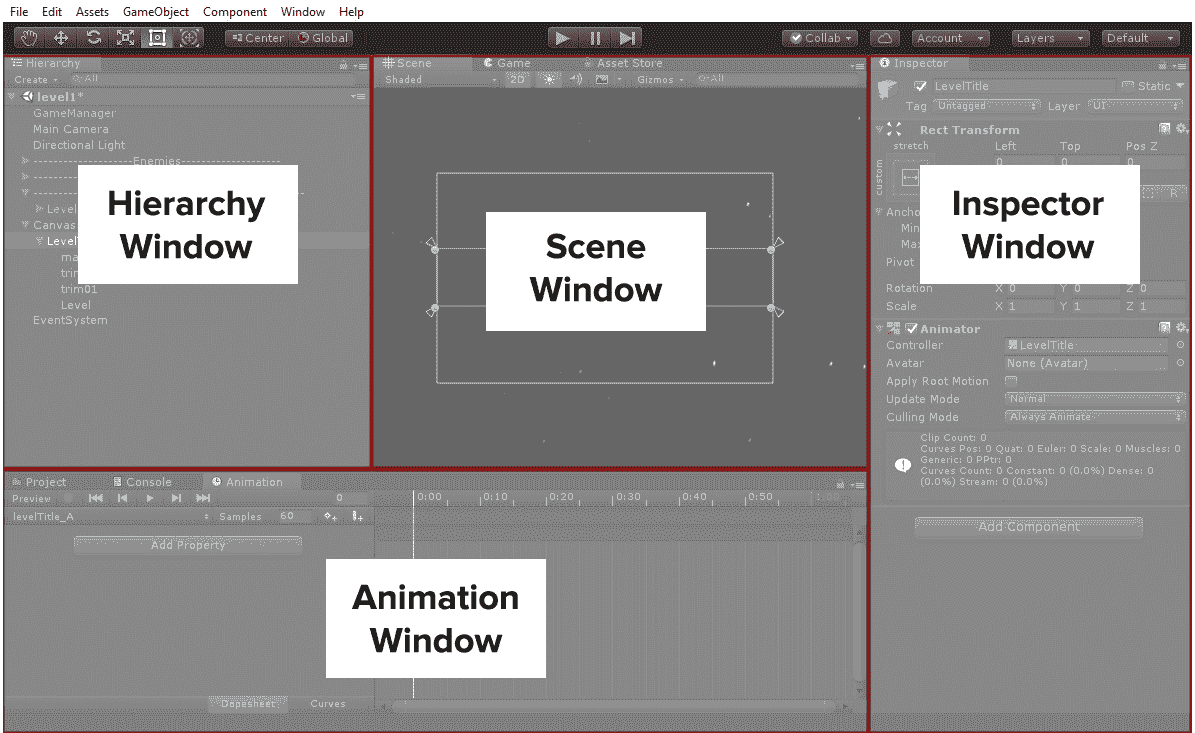 File Edit Assets GameObject Component Window Help
Center Global Collab Account Layers Default
Hierarchy
Create All
level1*
GameManager
Main Camera
Directional Light
--------------------Enemies--------------------
Level
Canvas
Level
trim01
Level
EventSystem
Hierarchy
Window
Scene Game Asset Store
Shaded 2D Gizmos All
Scene
Window
Inspector
LevelTitle Static
Tag Untagged Layer UI
Rect Transform
stretch Left Top Pos Z
custom 0 0 0
R
Min
Pivot
Rotation X 0 Y 0 Z 0
Scale X 1 Y 1 Z 1
Inspector
Window
Animator
Controller LevelTitle
Avatar None (Avatar)
Apply Root Motion
Update Mode Normal
Culling Mode Always Animate
Clip Count: 0
Curves Pos: 0 Quat: 0 Euler: 0 Scale: 0 Muscles: 0
Generic: 0 PPtr: 0
Curves Count: 0 Constant: 0 (0.0%) Dense: 0
(0.0%) Stream: 0 (0.0%)
Add Component
Project Console Animation
Preview 0 0:00 0:10 0:20 0:30 0:40 0:50 1:00
levelTitle_A Samples 60
Add Property
Animation
Window
Dopesheet Curves